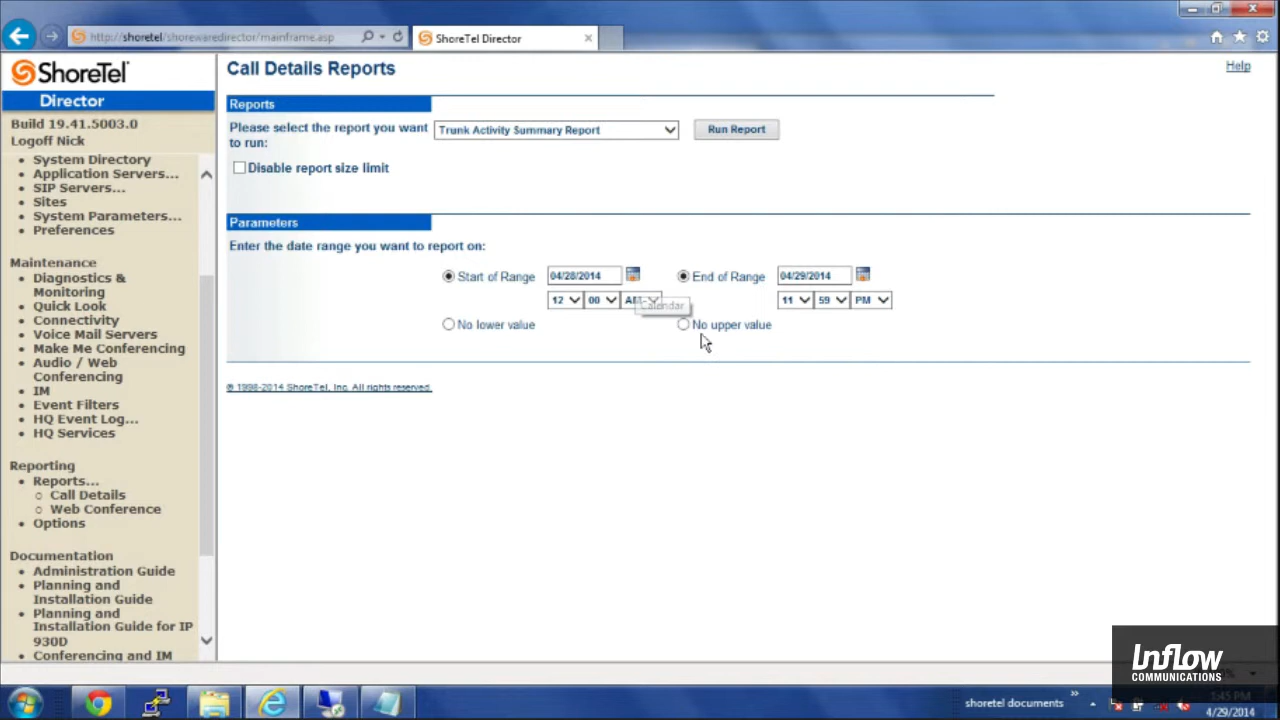 http://shoretel/shorewaredirector/mainframe.asp
ShoreTel Director
ShoreTel
Director
Build 19.41.5003.0
Logoff Nick
System Directory
Application Servers...
SIP Servers...
Sites
System Parameters...
Preferences
Maintenance
Diagnostics &
Monitoring
Quick Look
Connectivity
Voice Mail Servers
Make Me Conferencing
Audio / Web
Conferencing
IM
Event Filters
HQ Event Log...
HQ Services
Reporting
Reports...
Call Details
Web Conference
Options
Documentation
Administration Guide
Planning and
Installation Guide
Planning and
Installation Guide for IP
930D
Conferencing and IM
Call Details Reports
Help
Reports
Please select the report you want
to run:
Trunk Activity Summary Report
Run Report
Disable report size limit
Parameters
Enter the date range you want to report on:
Start of Range 04/28/2014
End of Range 04/29/2014
12 00 AM
Calendar
11 59 PM
No lower value
No upper value
© 1998-2014 ShoreTel, Inc. All rights reserved.
Inflow
COMMUNICATIONS
shoretel documents
1:45 PM
4/29/2014